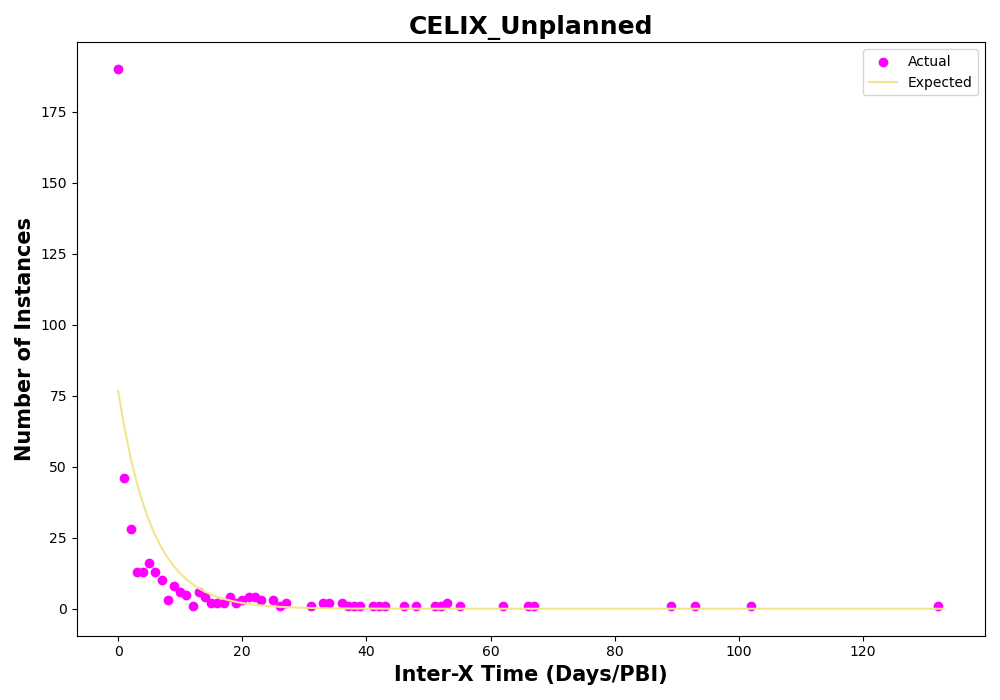 CELIX_Unplanned
Actual
Expected
175
150
125
100
75
50
25
0
Number of Instances
0 20 40 60 80 100 120
Inter-X Time (Days/PBI)